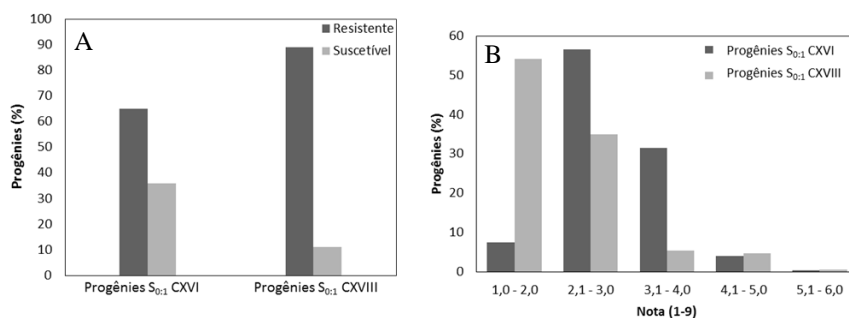 A
Resistente
Suscetível
Progênies (%)
100
90
80
70
60
50
40
30
20
10
0
Progênies S0:1 CXVI
Progênies S0:1 CXVIII
B
Progênies S0:1 CXVI
Progênies S0:1 CXVIII
Progênies (%)
60
50
40
30
20
10
0
1,0 - 2,0
2,1 - 3,0
3,1 - 4,0
4,1 - 5,0
5,1 - 6,0
Nota (1-9)